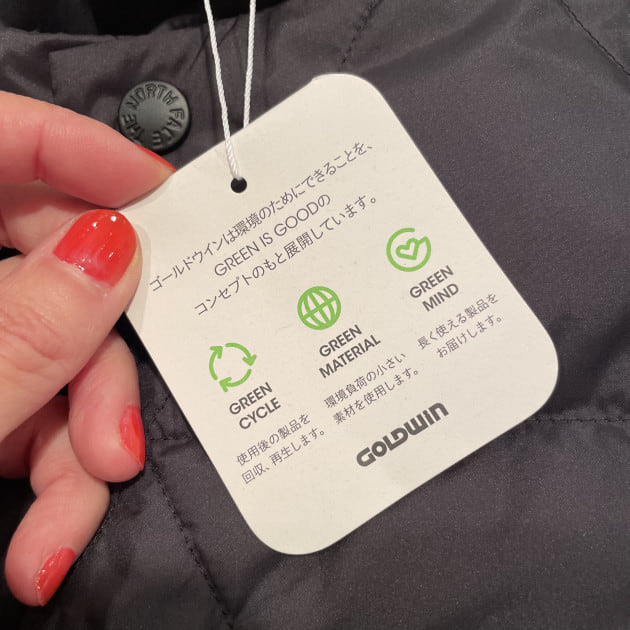 THE NORTH FACE
ゴールドウインは環境のためにできることを、
GREEN IS GOODの
コンセプトのもと展開しています。
GREEN
CYCLE
使用後の製品を
回収、再生します。
GREEN
MATERIAL
環境負荷の小さい
素材を使用します。
GREEN
MIND
長く使える製品を
お届けします。
GOLDWIN